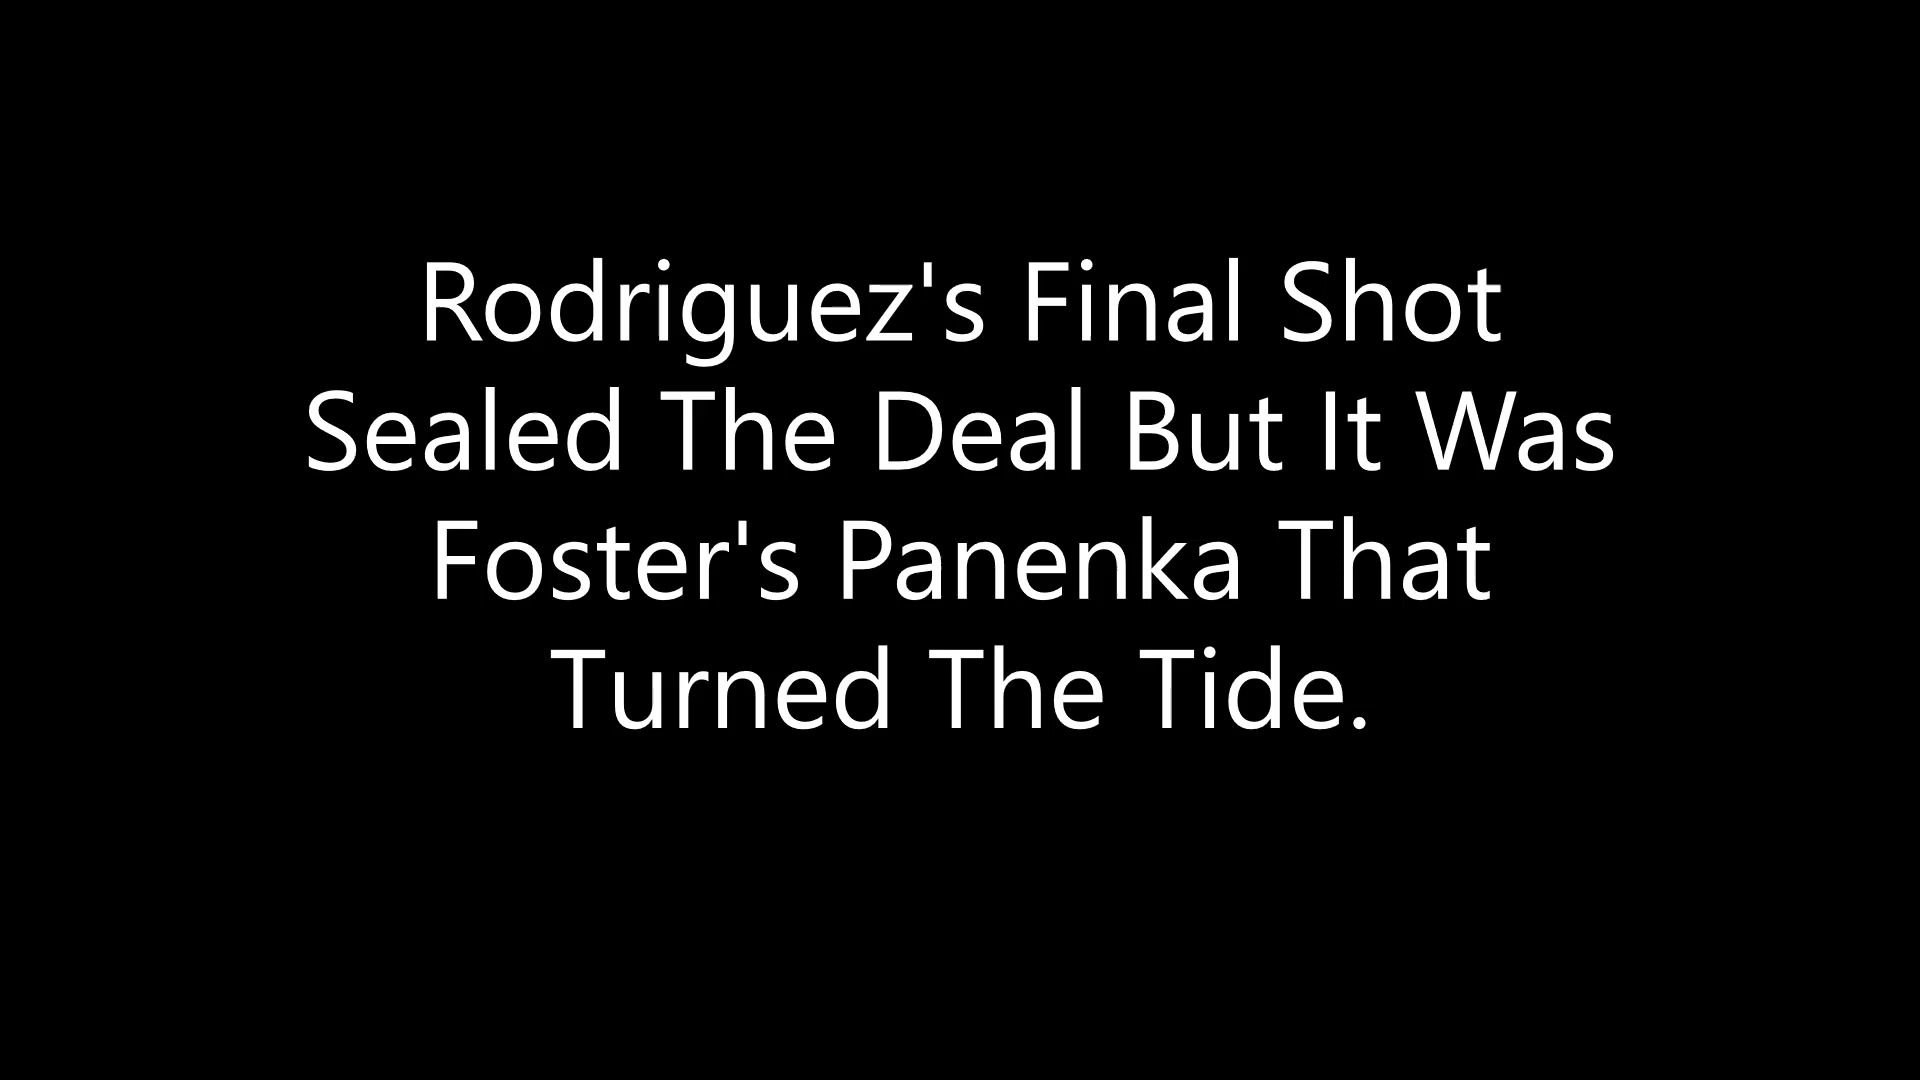 Rodriguez's Final Shot
Sealed The Deal But It Was
Foster's Panenka That
Turned The Tide.